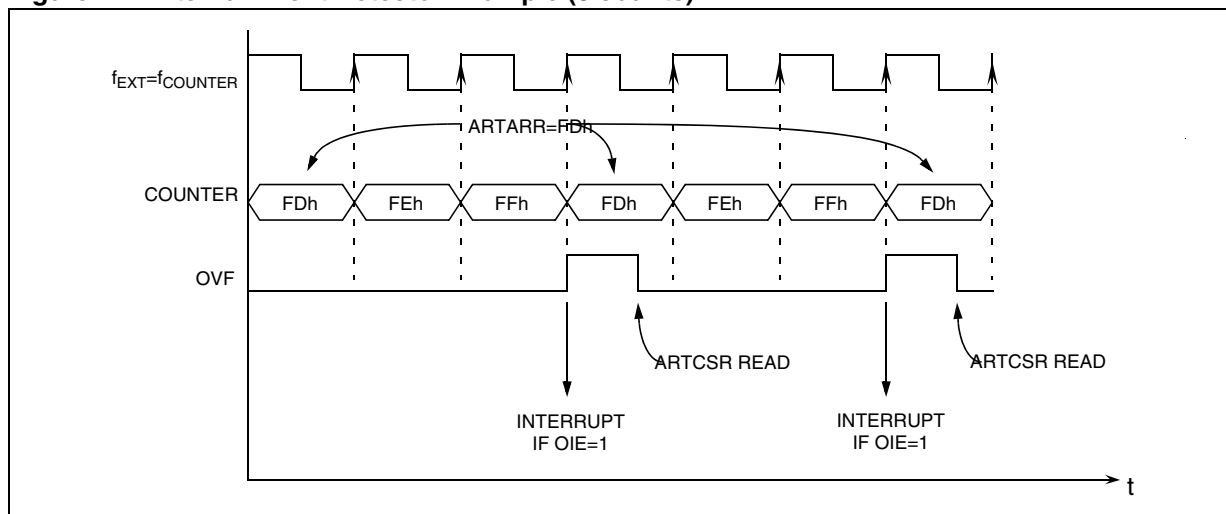 fEXT=fCOUNTER
ARTARR=FDh
COUNTER
FDh FEh FFh FDh FEh FFh FDh
OVF
ARTCSR READ
ARTCSR READ
INTERRUPT
IF OIE=1
INTERRUPT
IF OIE=1
t